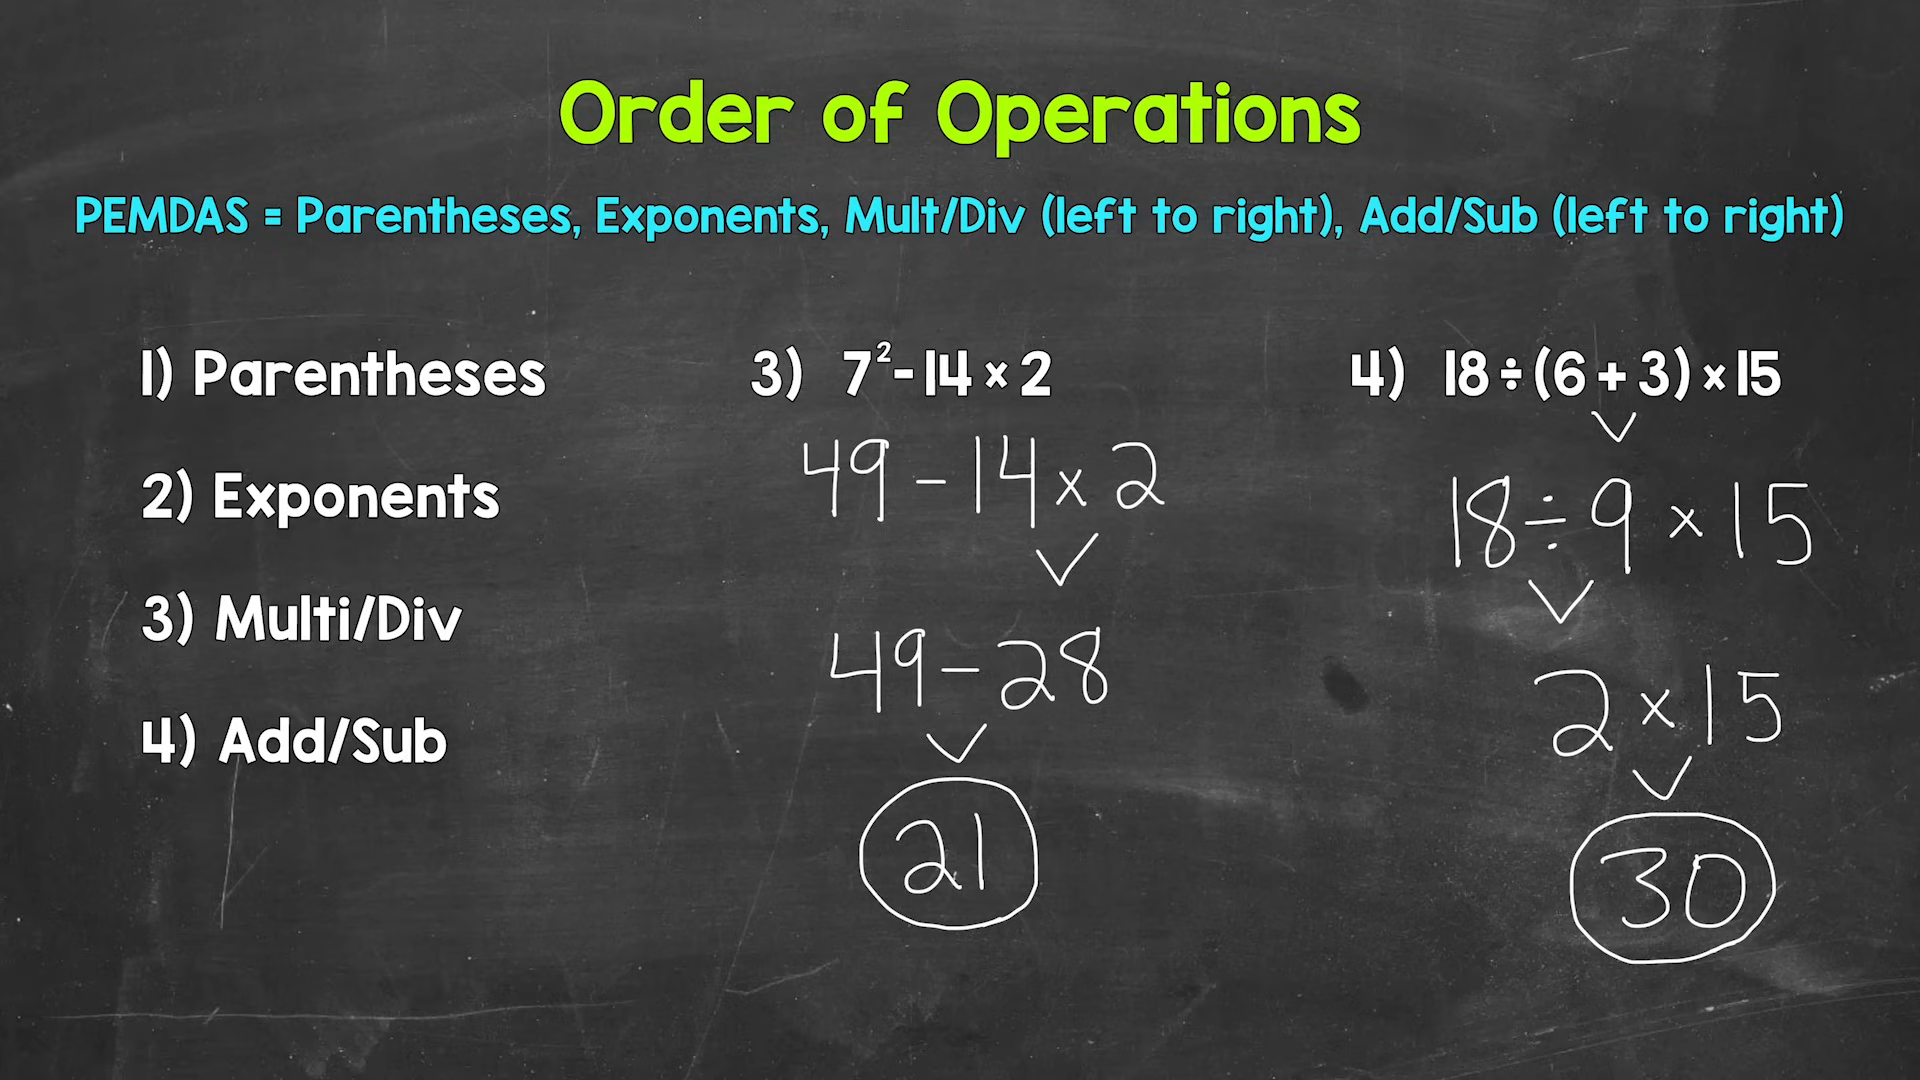 Order of Operations
PEMDAS = Parentheses, Exponents, Mult/Div (left to right), Add/Sub (left to right)
1) Parentheses
2) Exponents
3) Multi/Div
4) Add/Sub
3) 7²-14 × 2
49 - 14 × 2
49 - 28
21
4) 18 ÷ (6 + 3) × 15
18 ÷ 9 × 15
2 × 15
30